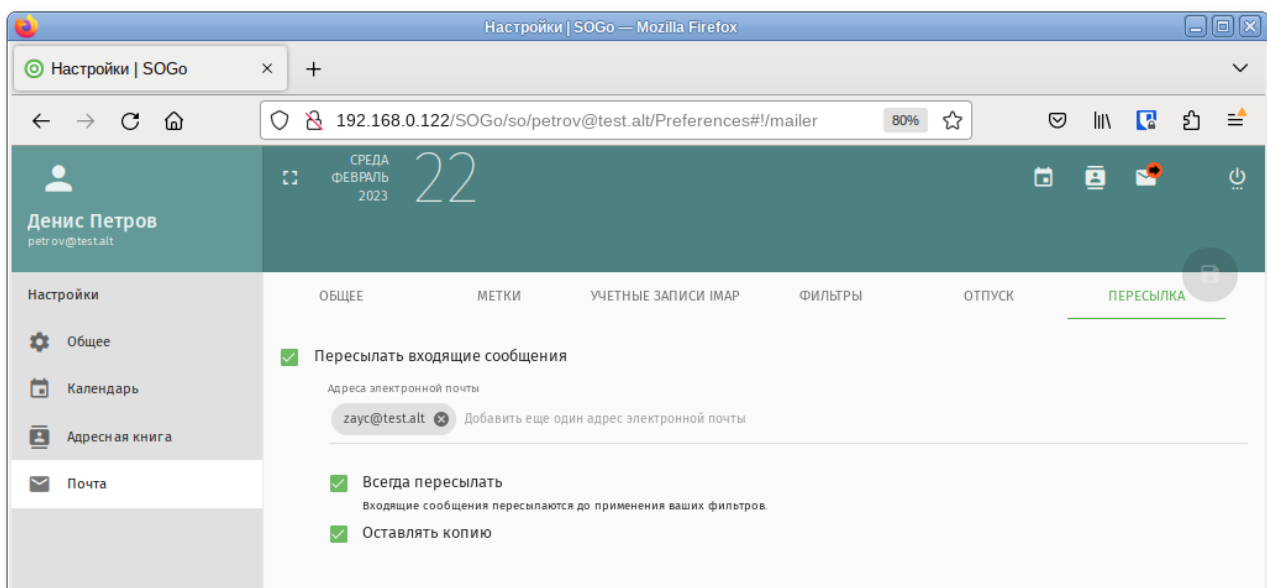 Настройки | SOGo — Mozilla Firefox
Настройки | SOGo
192.168.0.122/SOGo/so/petrov@test.alt/Preferences#!/mailer 80%
СРЕДА
ФЕВРАЛЬ
2023
22
Денис Петров
petrov@test.alt
Настройки
Общее
Календарь
Адресная книга
Почта
ОБЩЕЕ МЕТКИ УЧЕТНЫЕ ЗАПИСИ IMAP ФИЛЬТРЫ ОТПУСК ПЕРЕСЫЛКА
Пересылать входящие сообщения
Адреса электронной почты
zayc@test.alt Добавить еще один адрес электронной почты
Всегда пересылать
Входящие сообщения пересылаются до применения ваших фильтров.
Оставлять копию